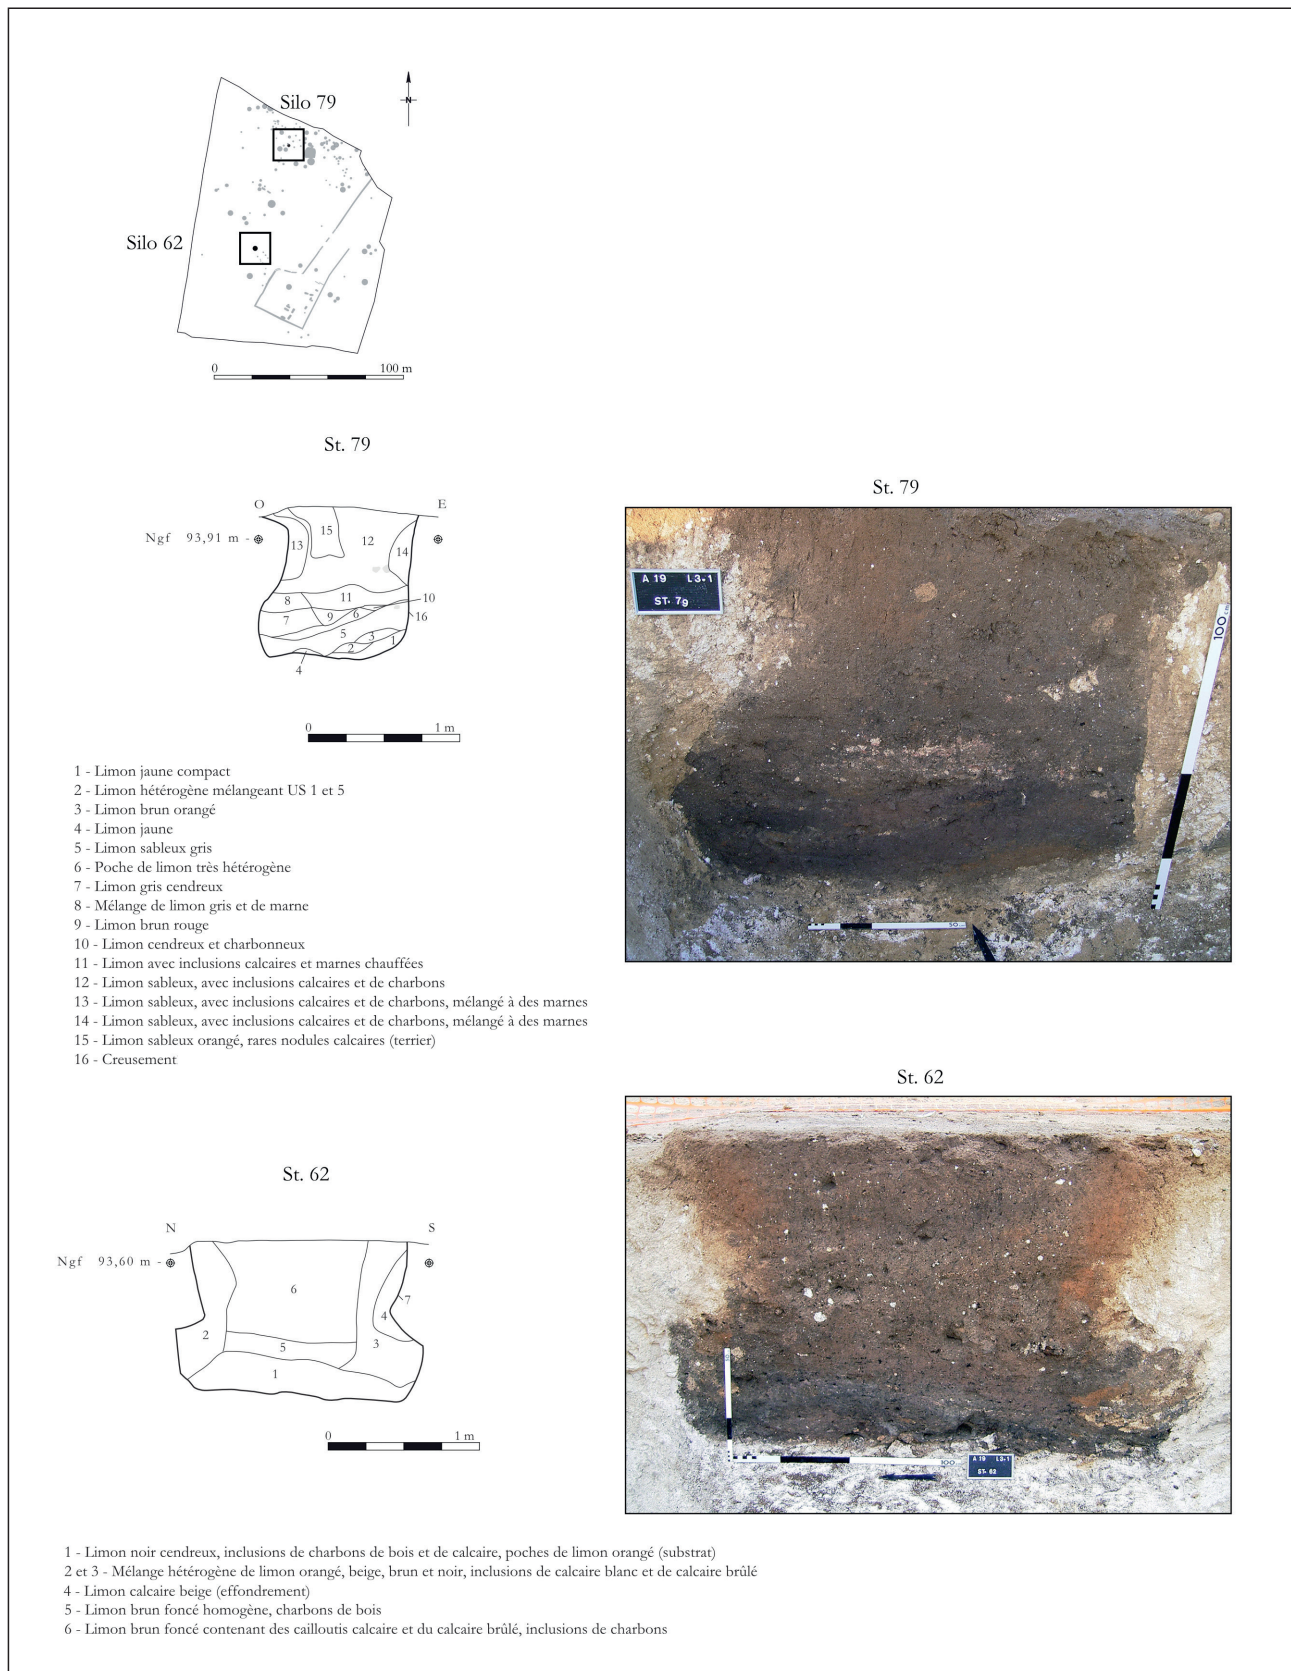 Silo 79
N
Silo 62
0 100 m
St. 79
O E
Ngf 93,91 m -
15
12
13
14
10
8
11
16
7
9
6
5
3
1
2
4
0 1 m
1 - Limon jaune compact
2 - Limon hétérogène mélangeant US 1 et 5
3 - Limon brun orangé
4 - Limon jaune
5 - Limon sableux gris
6 - Poche de limon très hétérogène
7 - Limon gris cendreux
8 - Mélange de limon gris et de marne
9 - Limon brun rouge
10 - Limon cendreux et charbonneux
11 - Limon avec inclusions calcaires et marnes chauffées
12 - Limon sableux, avec inclusions calcaires et de charbons
13 - Limon sableux, avec inclusions calcaires et de charbons, mélangé à des marnes
14 - Limon sableux, avec inclusions calcaires et de charbons, mélangé à des marnes
15 - Limon sableux orangé, rares nodules calcaires (terrier)
16 - Creusement
St. 79
A 19 L3-1
ST. 79
100 cm
50
St. 62
N S
Ngf 93,60 m -
6
7
4
2
3
5
1
0 1 m
St. 62
100
A 19 L3-1
ST. 62
1 - Limon noir cendreux, inclusions de charbons de bois et de calcaire, poches de limon orangé (substrat)
2 et 3 - Mélange hétérogène de limon orangé, beige, brun et noir, inclusions de calcaire blanc et de calcaire brûlé
4 - Limon calcaire beige (effondrement)
5 - Limon brun foncé homogène, charbons de bois
6 - Limon brun foncé contenant des cailloutis calcaire et du calcaire brûlé, inclusions de charbons